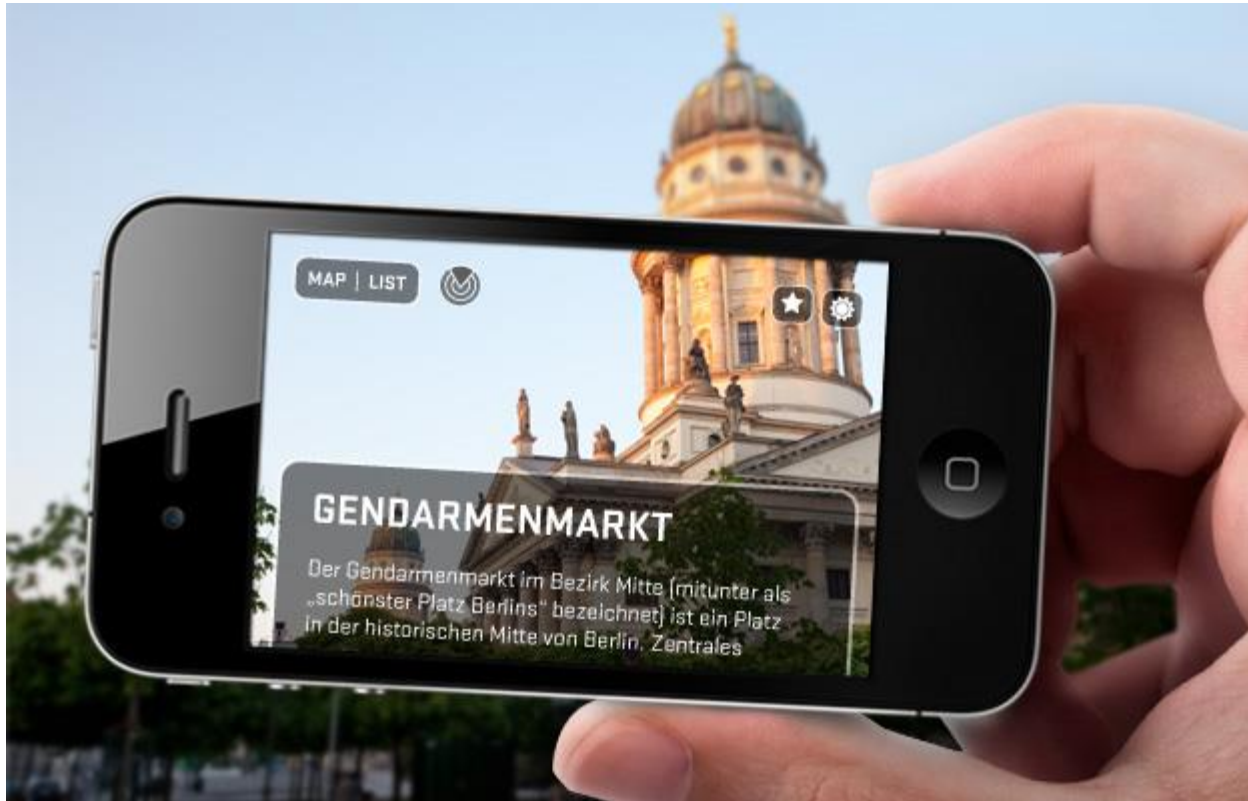 MAP | LIST
GENDARMENMARKT
Der Gendarmenmarkt im Bezirk Mitte (mitunter als
„schönster Platz Berlins“ bezeichnet) ist ein Platz
in der historischen Mitte von Berlin. Zentrales